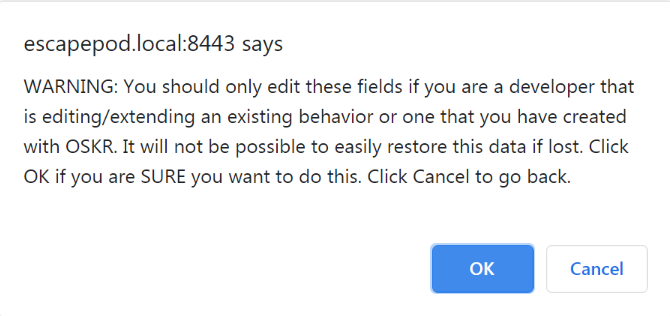 escapepod.local:8443 says
WARNING: You should only edit these fields if you are a developer that
is editing/extending an existing behavior or one that you have created
with OSKR. It will not be possible to easily restore this data if lost. Click
OK if you are SURE you want to do this. Click Cancel to go back.
OK
Cancel